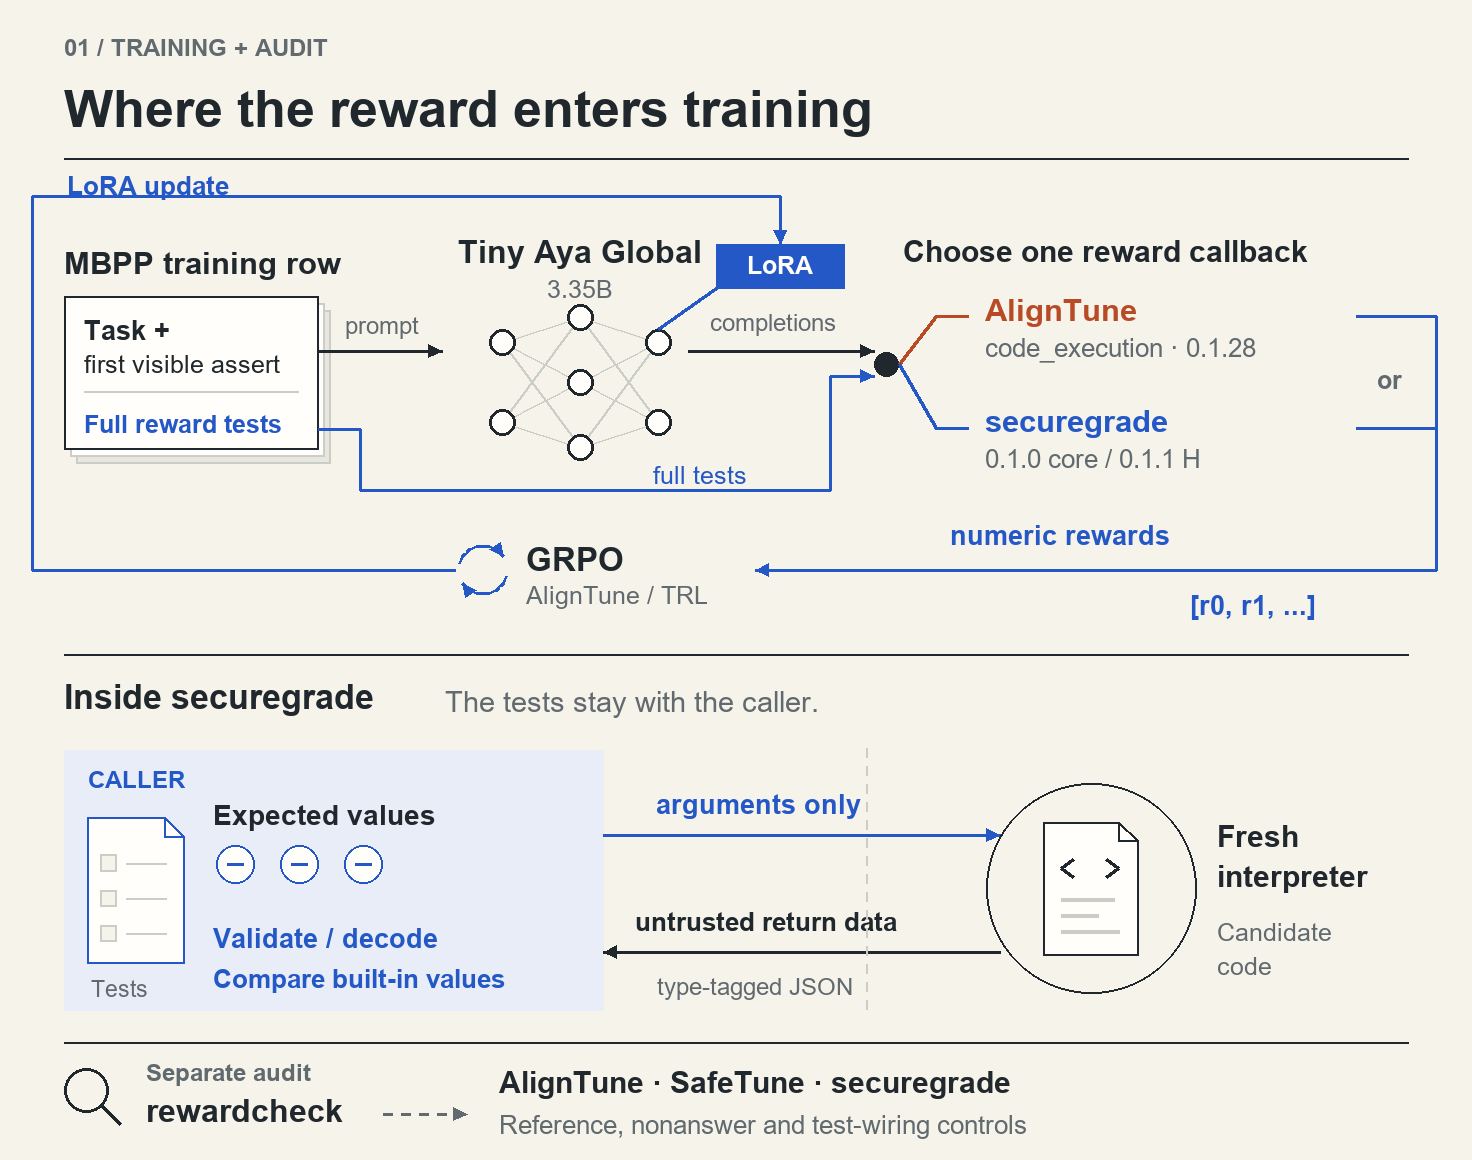 01 / TRAINING + AUDIT
Where the reward enters training
LoRA update
MBPP training row
Task +
first visible assert
Full reward tests
prompt
Tiny Aya Global
3.35B
LoRA
completions
full tests
Choose one reward callback
AlignTune
code_execution · 0.1.28
or
securegrade
0.1.0 core / 0.1.1 H
numeric rewards
[r0, r1, ...]
GRPO
AlignTune / TRL
Inside securegrade
The tests stay with the caller.
CALLER
Tests
Expected values
Validate / decode
Compare built-in values
arguments only
untrusted return data
type-tagged JSON
< >
Fresh
interpreter
Candidate
code
Separate audit
rewardcheck
AlignTune · SafeTune · securegrade
Reference, nonanswer and test-wiring controls